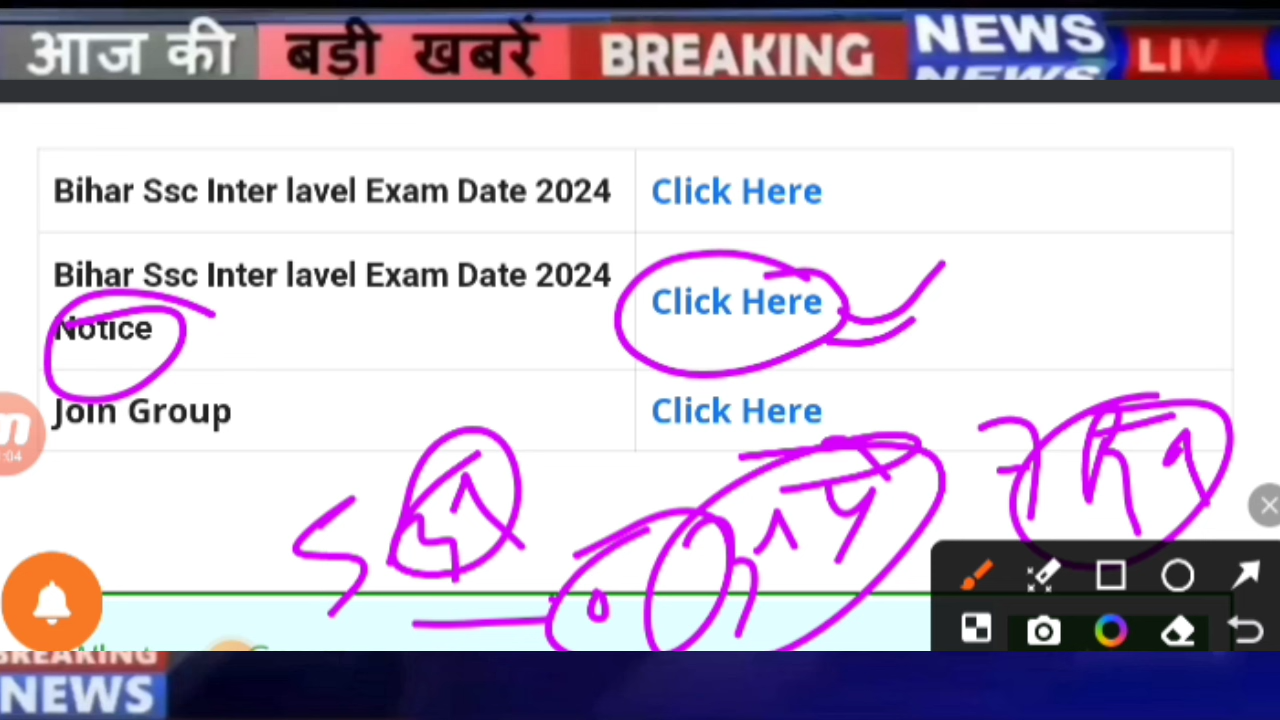 आज की बड़ी खबरें BREAKING NEWS LIV
Bihar Ssc Inter lavel Exam Date 2024 Click Here
Bihar Ssc Inter lavel Exam Date 2024
Notice Click Here
Join Group Click Here
:04
BREAKING
NEWS